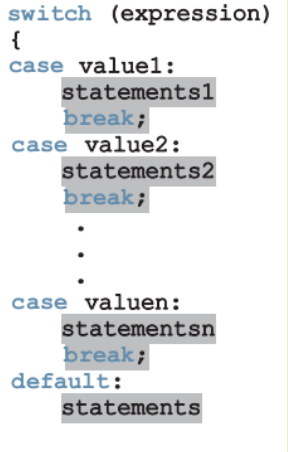 switch (expression)
{
case value1:
    statements1
    break;
case value2:
    statements2
    break;
    .
    .
    .
case valuen:
    statementsn
    break;
default:
    statements